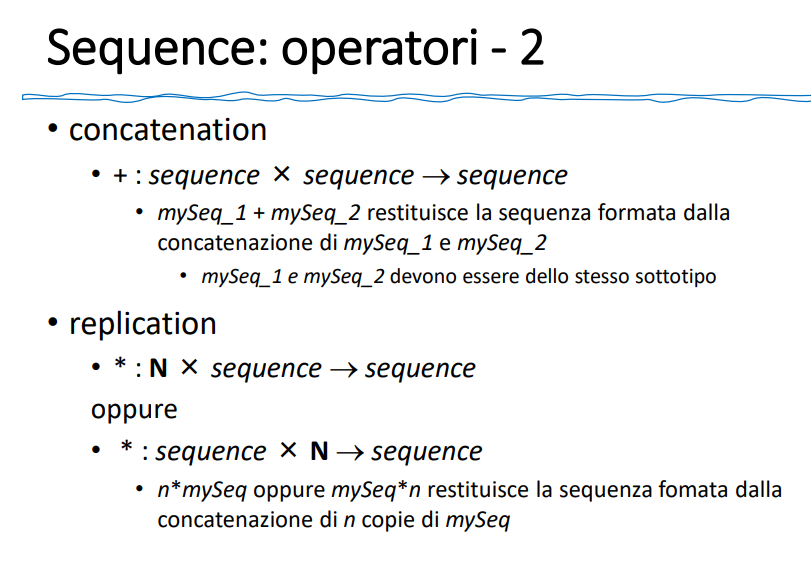 Sequence: operatori - 2
• concatenation
• + : sequence × sequence → sequence
• mySeq_1 + mySeq_2 restituisce la sequenza formata dalla
concatenazione di mySeq_1 e mySeq_2
• mySeq_1 e mySeq_2 devono essere dello stesso sottotipo
• replication
• * : N × sequence → sequence
oppure
• * : sequence × N → sequence
• n*mySeq oppure mySeq*n restituisce la sequenza fomata dalla
concatenazione di n copie di mySeq